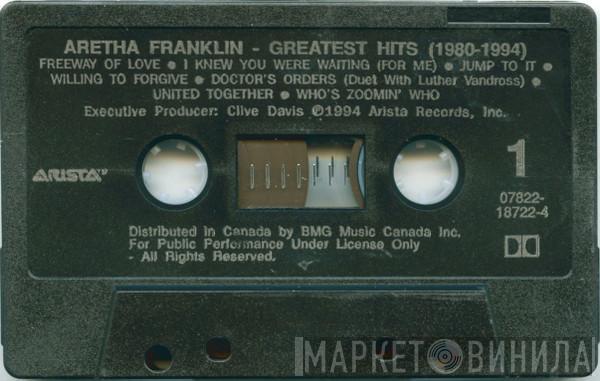 ARETHA FRANKLIN - GREATEST HITS (1980-1994)
FREEWAY OF LOVE ● I KNEW YOU WERE WAITING (FOR ME) ● JUMP TO IT ●
WILLING TO FORGIVE ● DOCTOR'S ORDERS (Duet With Luther Vandross) ●
UNITED TOGETHER ● WHO'S ZOOMIN' WHO
Executive Producer: Clive Davis ℗1994 Arista Records, Inc.
ARISTA
1
07822-
18722-4
Distributed in Canada by BMG Music Canada Inc.
For Public Performance Under License Only
- All Rights Reserved.
МАРКЕТ ВИНИЛА